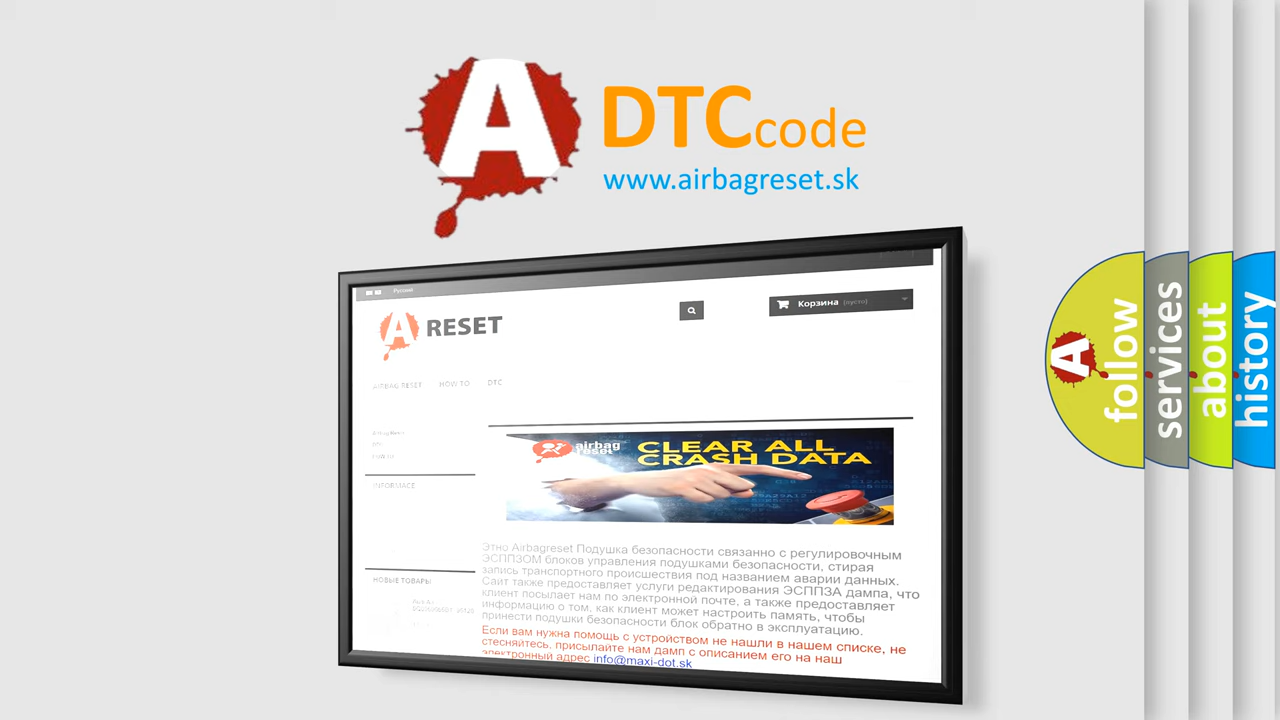 A DTCcode
www.airbagreset.sk
Русский
Корзина (пусто)
A RESET
AIRBAG RESET HOW TO DTC
airbag
reset
CLEAR ALL
CRASH DATA
INFORMACE
Этно Airbagreset Подушка безопасности связанно с регулировочным
ЭСППЗОМ блоков управления подушками безопасности, стирая
запись транспортного происшествия под названием аварии данных.
Сайт также предоставляет услуги редактирования ЭСППЗА дампа, что
клиент посылает нам по электронной почте, а также предоставляет
информацию о том, как клиент может настроить память, чтобы
принести подушки безопасности блок обратно в эксплуатацию.
Если вам нужна помощь с устройством не нашли в нашем списке, не
стесняйтесь, присылайте нам дамп с описанием его на наш
электронный адрес info@maxi-dot.sk
НОВЫЕ ТОВАРЫ
A follow
services
about
history